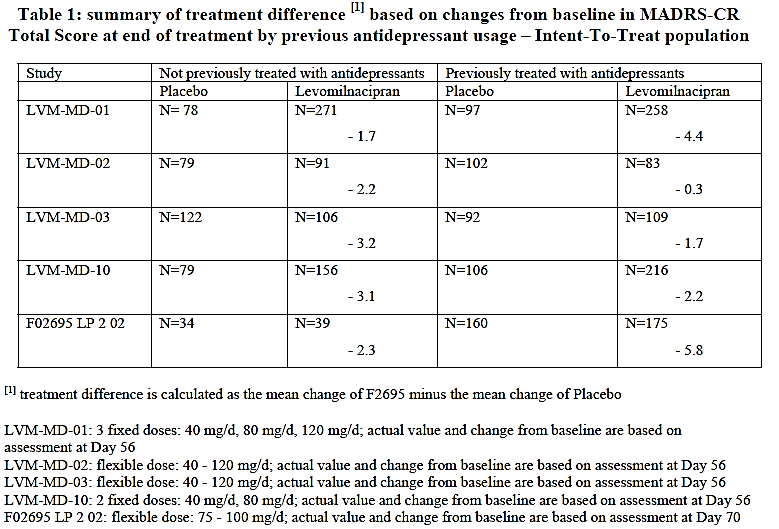 Table 1: summary of treatment difference [1] based on changes from baseline in MADRS-CR
Total Score at end of treatment by previous antidepressant usage – Intent-To-Treat population
Study Not previously treated with antidepressants Previously treated with antidepressants
Placebo Levomilnacipran Placebo Levomilnacipran
LVM-MD-01 N= 78 N=271 N=97 N=258
- 1.7 - 4.4
LVM-MD-02 N=79 N=91 N=102 N=83
- 2.2 - 0.3
LVM-MD-03 N=122 N=106 N=92 N=109
- 3.2 - 1.7
LVM-MD-10 N=79 N=156 N=106 N=216
- 3.1 - 2.2
F02695 LP 2 02 N=34 N=39 N=160 N=175
- 2.3 - 5.8
[1] treatment difference is calculated as the mean change of F2695 minus the mean change of Placebo
LVM-MD-01: 3 fixed doses: 40 mg/d, 80 mg/d, 120 mg/d; actual value and change from baseline are based on
assessment at Day 56
LVM-MD-02: flexible dose: 40 - 120 mg/d; actual value and change from baseline are based on assessment at Day 56
LVM-MD-03: flexible dose: 40 - 120 mg/d; actual value and change from baseline are based on assessment at Day 56
LVM-MD-10: 2 fixed doses: 40 mg/d, 80 mg/d; actual value and change from baseline are based on assessment at Day 56
F02695 LP 2 02: flexible dose: 75 - 100 mg/d; actual value and change from baseline are based on assessment at Day 70